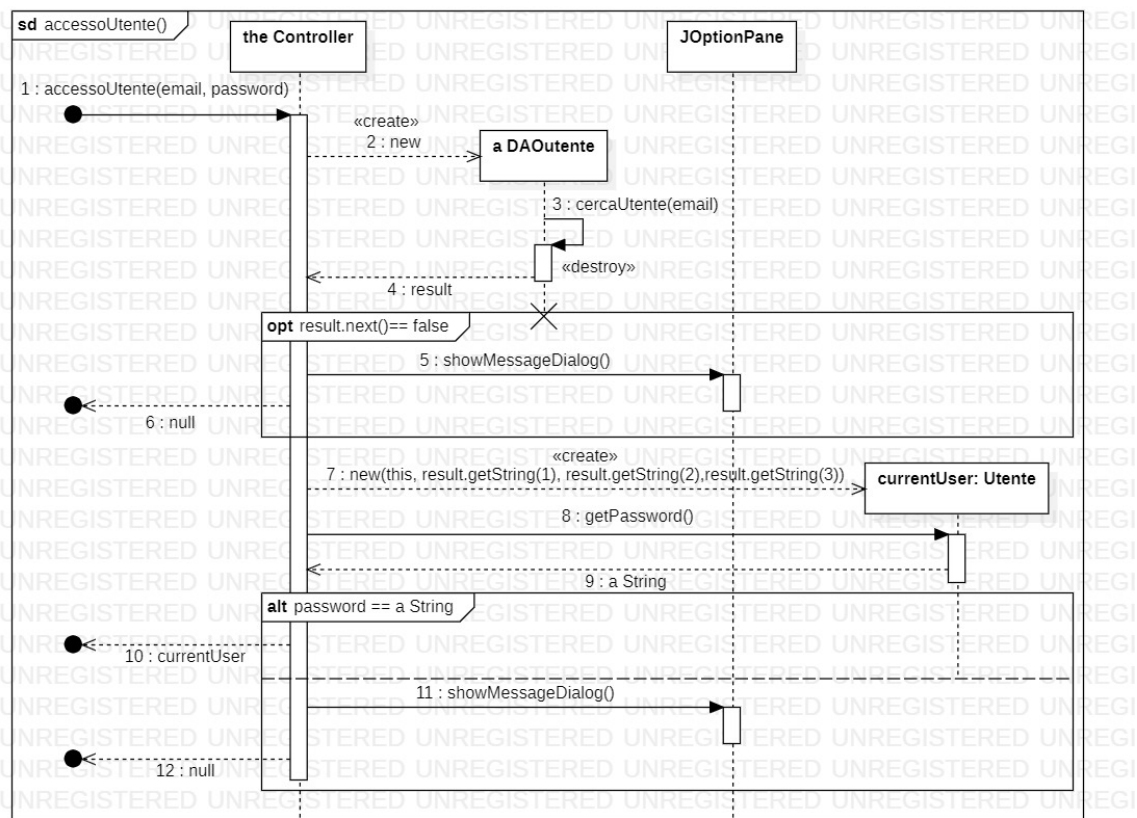 sd accessoUtente()
the Controller
JOptionPane
1 : accessoUtente(email, password)
«create»
2 : new
a DAOutente
3 : cercaUtente(email)
«destroy»
4 : result
opt result.next()== false
5 : showMessageDialog()
6 : null
«create»
7 : new(this, result.getString(1), result.getString(2),result.getString(3))
currentUser: Utente
8 : getPassword()
9 : a String
alt password == a String
10 : currentUser
11 : showMessageDialog()
12 : null
UNREGISTERED